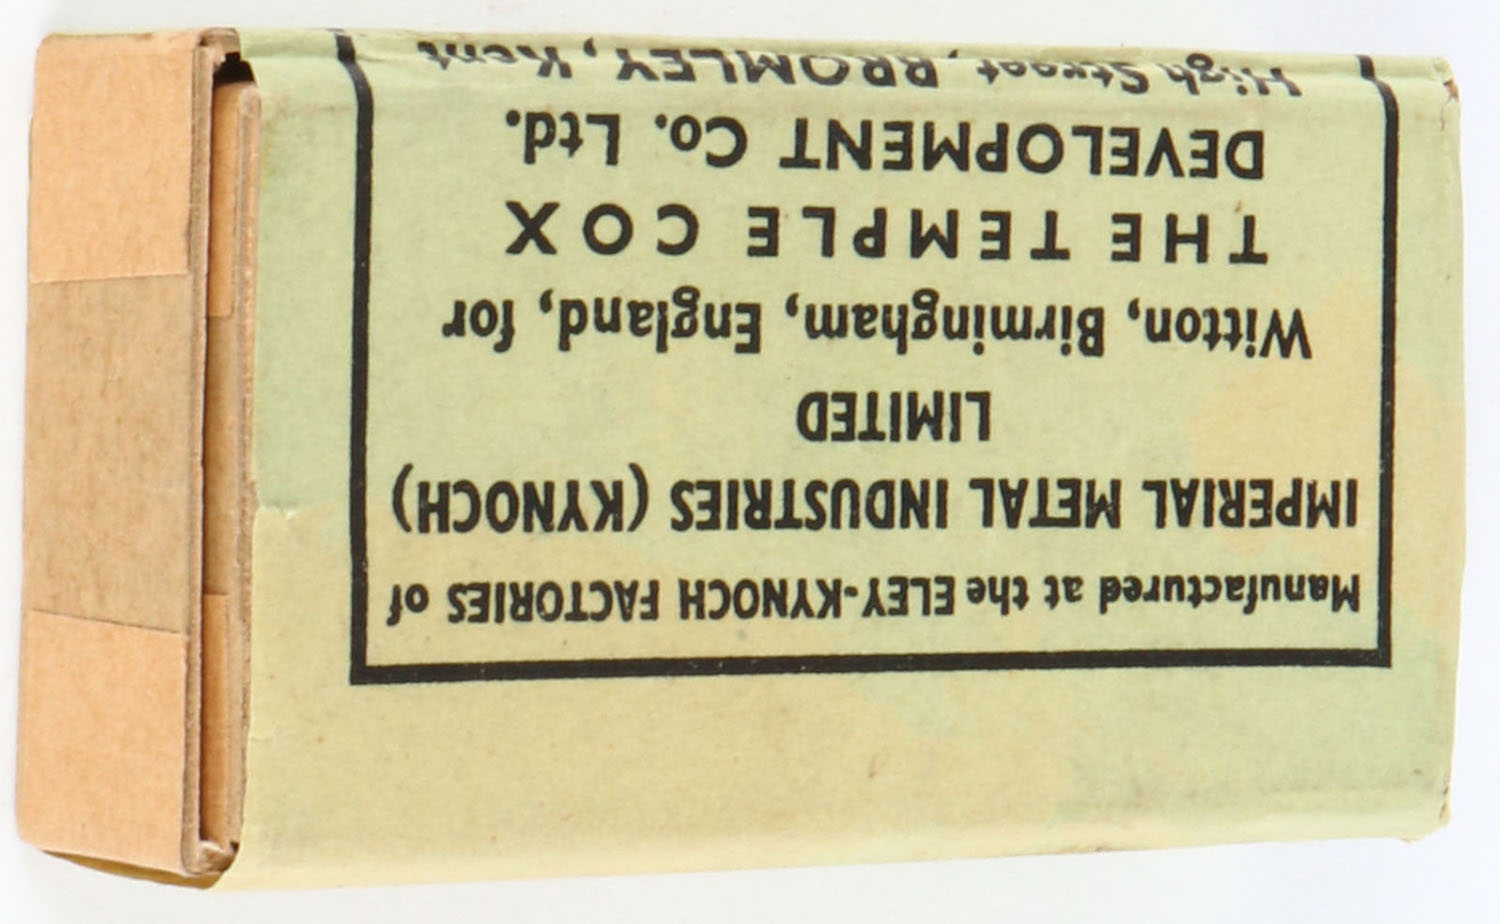 Manufactured at the ELEY-KYNOCH FACTORIES of
IMPERIAL METAL INDUSTRIES (KYNOCH)
LIMITED
Witton, Birmingham, England, for
THE TEMPLE COX
DEVELOPMENT Co. Ltd.
High Street, BROMLEY, Kent